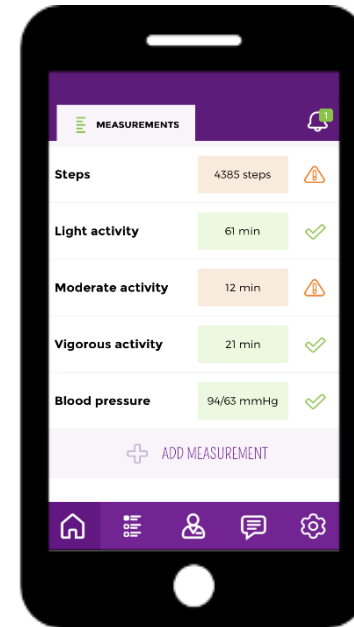 MEASUREMENTS
1
Steps 4385 steps
Light activity 61 min
Moderate activity 12 min
Vigorous activity 21 min
Blood pressure 94/63 mmHg
ADD MEASUREMENT